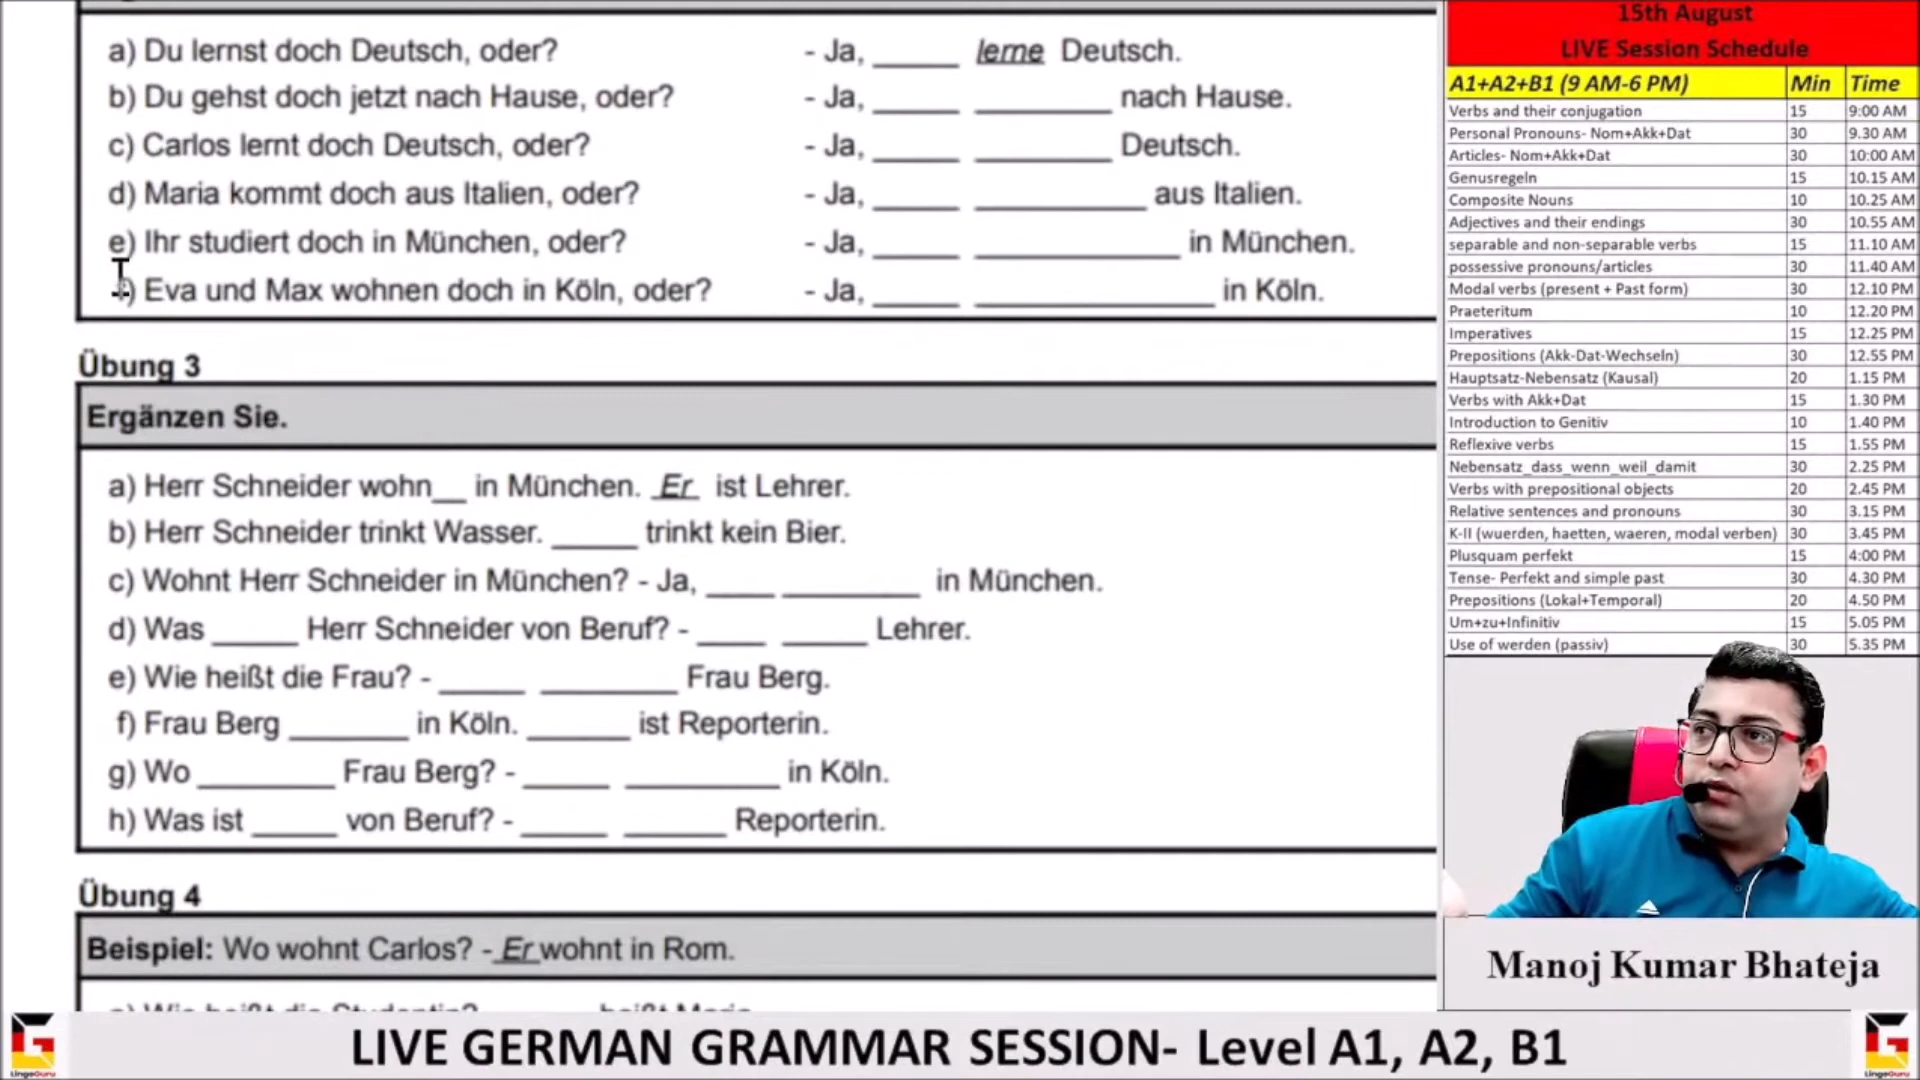 a) Du lernst doch Deutsch, oder? - Ja, _____ lerne Deutsch.
b) Du gehst doch jetzt nach Hause, oder? - Ja, _____ ________ nach Hause.
c) Carlos lernt doch Deutsch, oder? - Ja, _____ ________ Deutsch.
d) Maria kommt doch aus Italien, oder? - Ja, _____ __________ aus Italien.
e) Ihr studiert doch in München, oder? - Ja, _____ ____________ in München.
f) Eva und Max wohnen doch in Köln, oder? - Ja, _____ ______________ in Köln.
Übung 3
Ergänzen Sie.
a) Herr Schneider wohn__ in München. _Er_ ist Lehrer.
b) Herr Schneider trinkt Wasser. _____ trinkt kein Bier.
c) Wohnt Herr Schneider in München? - Ja, ____ ________ in München.
d) Was _____ Herr Schneider von Beruf? - ____ _____ Lehrer.
e) Wie heißt die Frau? - _____ ________ Frau Berg.
f) Frau Berg _______ in Köln. ______ ist Reporterin.
g) Wo ________ Frau Berg? - _____ _________ in Köln.
h) Was ist _____ von Beruf? - _____ ______ Reporterin.
Übung 4
Beispiel: Wo wohnt Carlos? - Er wohnt in Rom.
15th August
LIVE Session Schedule
A1+A2+B1 (9 AM-6 PM) Min Time
Verbs and their conjugation 15 9:00 AM
Personal Pronouns- Nom+Akk+Dat 30 9.30 AM
Articles- Nom+Akk+Dat 30 10:00 AM
Genusregeln 15 10.15 AM
Composite Nouns 10 10.25 AM
Adjectives and their endings 30 10.55 AM
separable and non-separable verbs 15 11.10 AM
possessive pronouns/articles 30 11.40 AM
Modal verbs (present + Past form) 30 12.10 PM
Praeteritum 10 12.20 PM
Imperatives 15 12.25 PM
Prepositions (Akk-Dat-Wechseln) 30 12.55 PM
Hauptsatz-Nebensatz (Kausal) 20 1.15 PM
Verbs with Akk+Dat 15 1.30 PM
Introduction to Genitiv 10 1.40 PM
Reflexive verbs 15 1.55 PM
Nebensatz_dass_wenn_weil_damit 30 2.25 PM
Verbs with prepositional objects 20 2.45 PM
Relative sentences and pronouns 30 3.15 PM
K-II (wuerden, haetten, waeren, modal verben) 30 3.45 PM
Plusquam perfekt 15 4:00 PM
Tense- Perfekt and simple past 30 4.30 PM
Prepositions (Lokal+Temporal) 20 4.50 PM
Um+zu+Infinitiv 15 5.05 PM
Use of werden (passiv) 30 5.35 PM
Manoj Kumar Bhateja
LingoGuru
LIVE GERMAN GRAMMAR SESSION- Level A1, A2, B1
LingoGuru